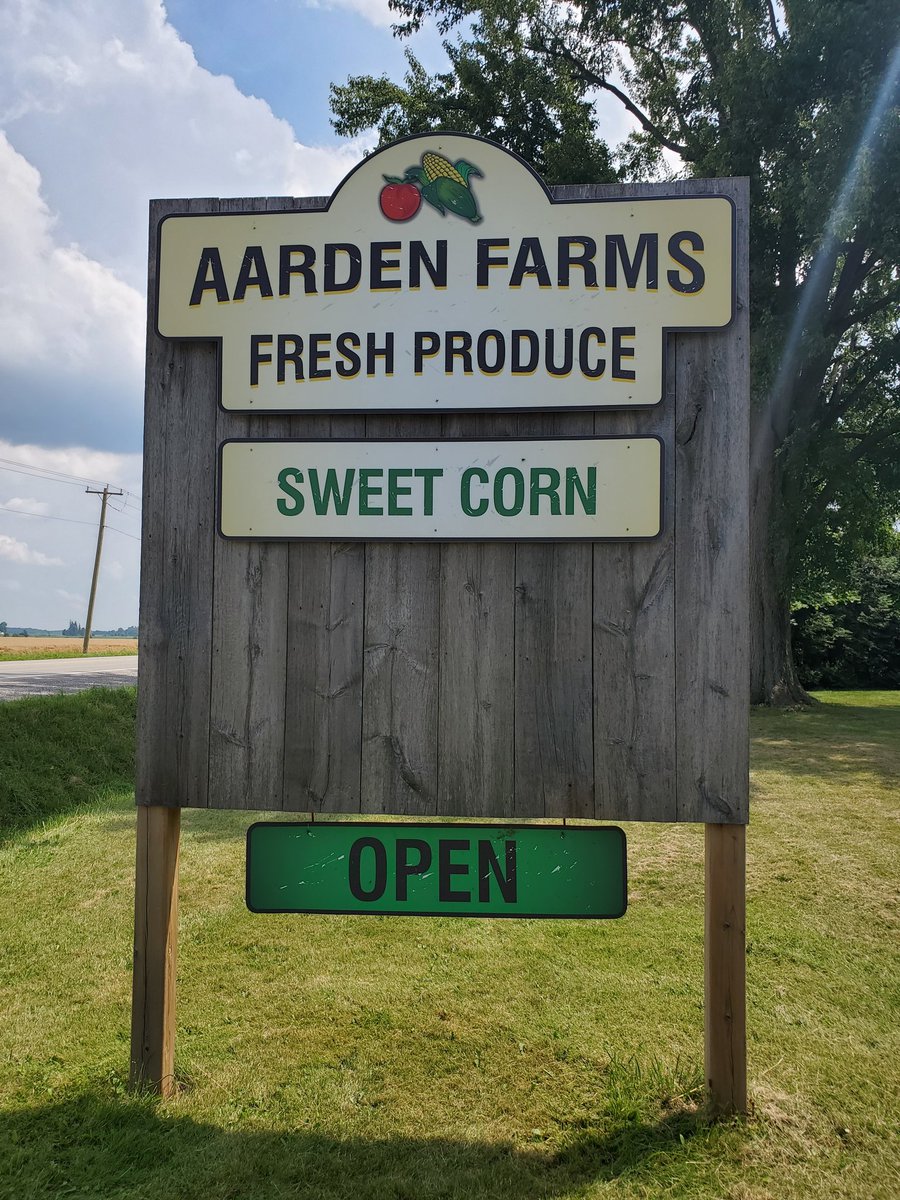 AARDEN FARMS
FRESH PRODUCE
SWEET CORN
OPEN